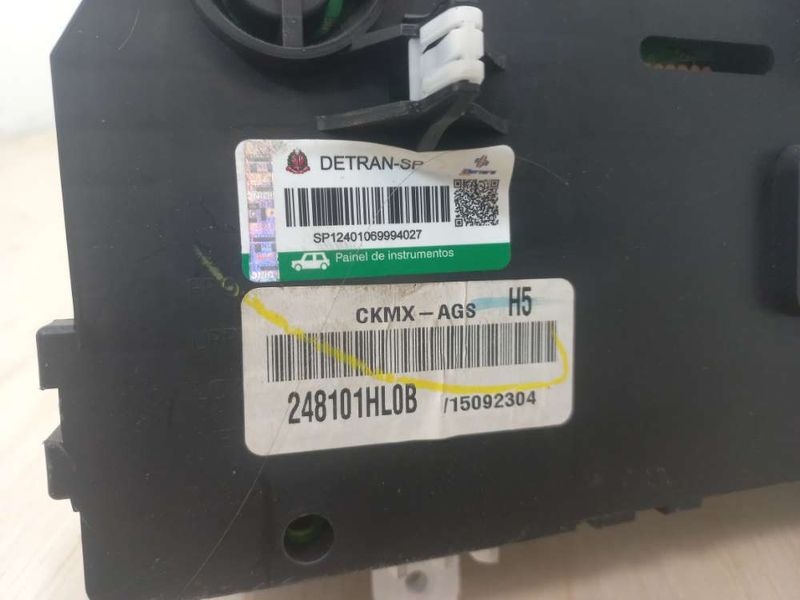 DETRAN-SP
SP12401069994027
Painel de instrumentos
CKMX-AGS H5
248101HL0B /15092304